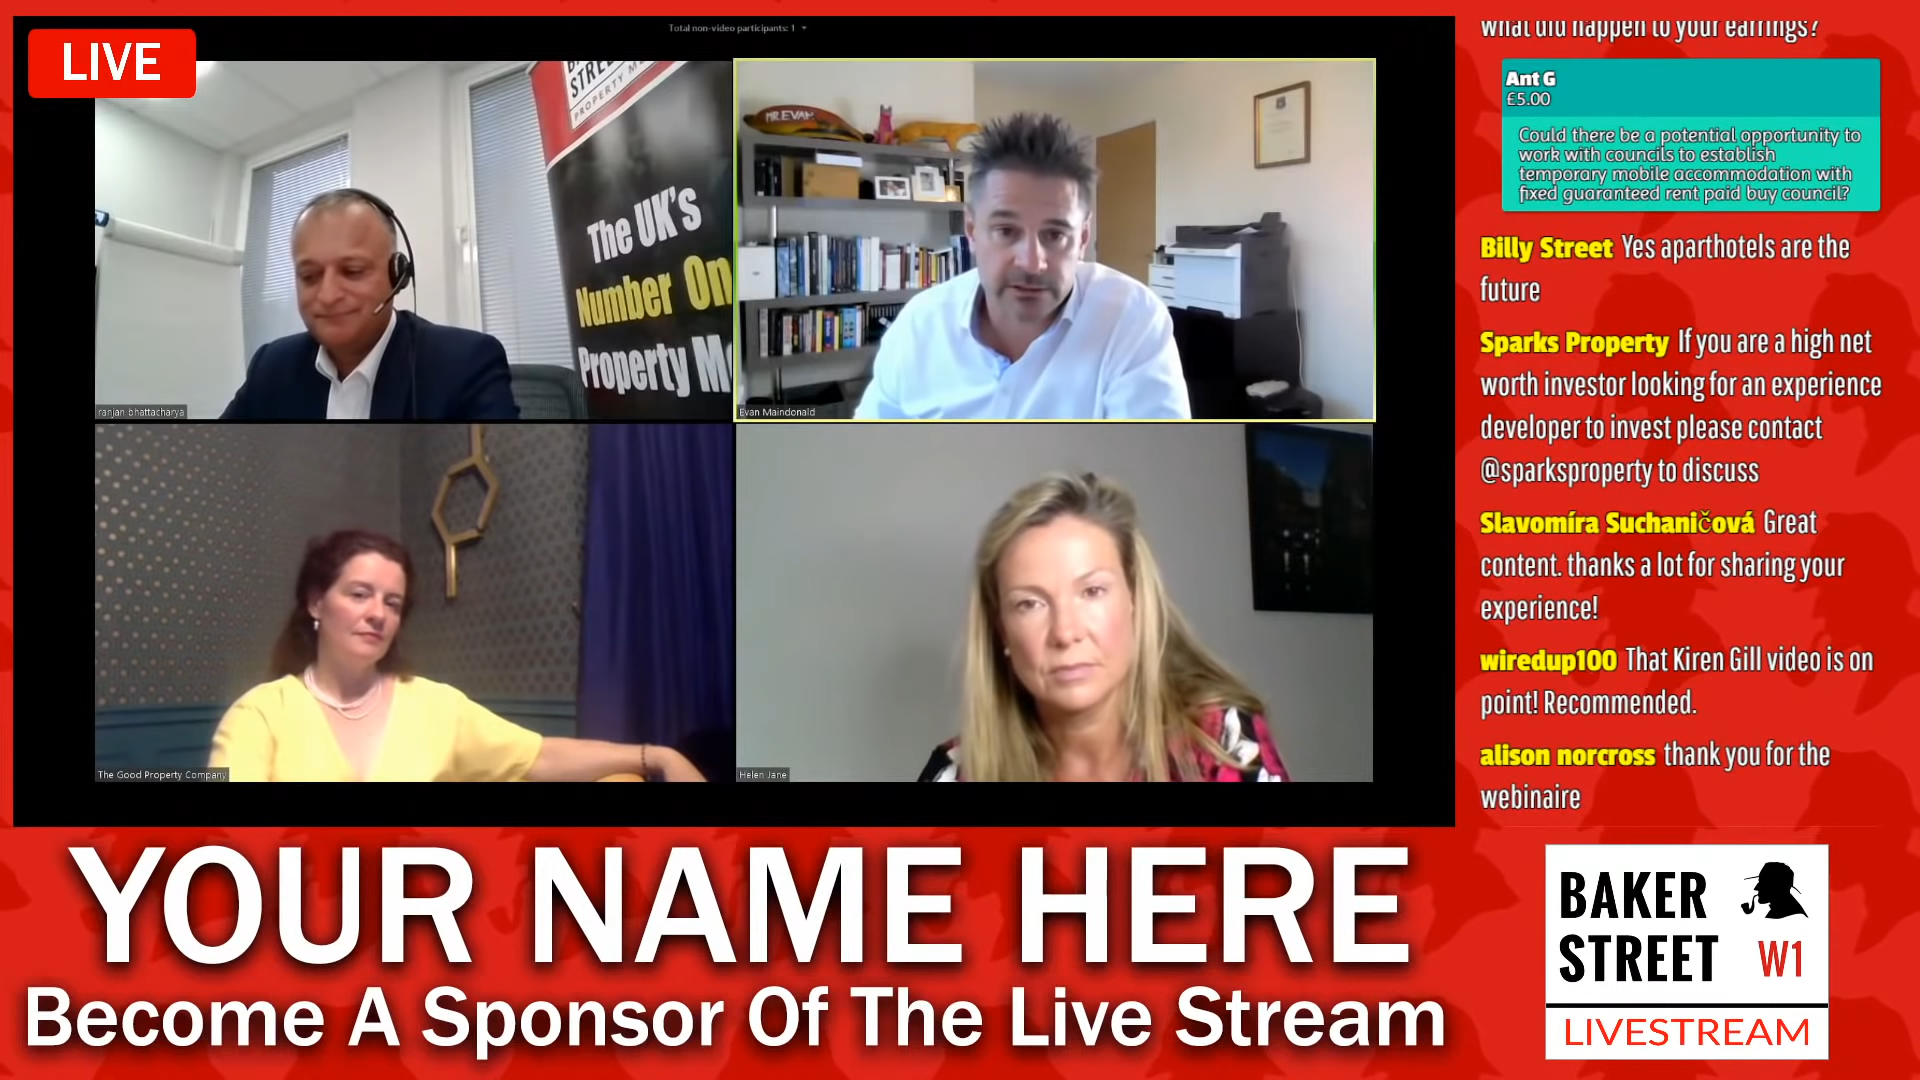 Total non-video participants: 1
LIVE
STREE
PROPERTY M
The UK's
Number On
Property M
ranjan bhattacharya
MR.EVAN
Evan Maindonald
The Good Property Company
Helen Jane
what did happen to your earrings?
Ant G
£5.00
Could there be a potential opportunity to
work with councils to establish
temporary mobile accommodation with
fixed guaranteed rent paid buy council?
Billy Street Yes aparthotels are the
future
Sparks Property If you are a high net
worth investor looking for an experience
developer to invest please contact
@sparksproperty to discuss
Slavomíra Suchaničová Great
content. thanks a lot for sharing your
experience!
wiredup100 That Kiren Gill video is on
point! Recommended.
alison norcross thank you for the
webinaire
YOUR NAME HERE
Become A Sponsor Of The Live Stream
BAKER
STREET W1
LIVESTREAM